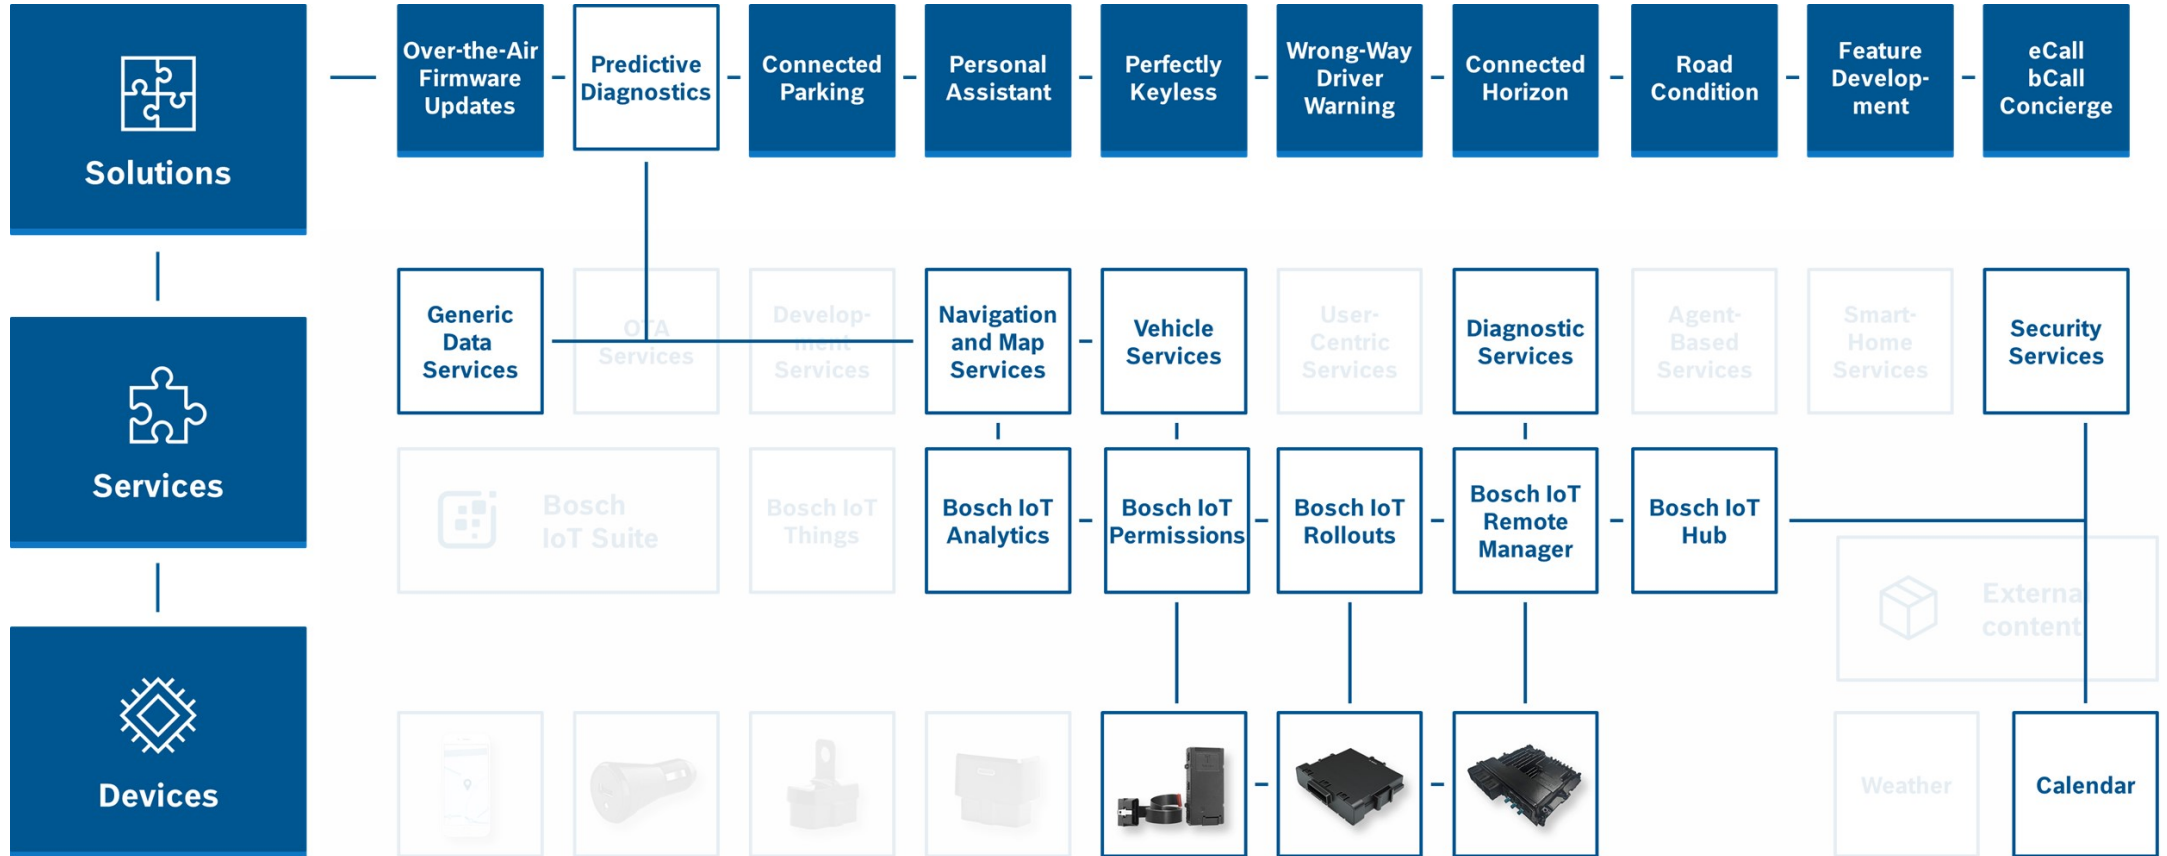 Solutions
Over-the-Air
Firmware
Updates
Predictive
Diagnostics
Connected
Parking
Personal
Assistant
Perfectly
Keyless
Wrong-Way
Driver
Warning
Connected
Horizon
Road
Condition
Feature
Develop-
ment
eCall
bCall
Concierge
Services
Generic
Data
Services
OTA
Services
Develop-
ment
Services
Navigation
and Map
Services
Vehicle
Services
User-
Centric
Services
Diagnostic
Services
Agent-
Based
Services
Smart-
Home
Services
Security
Services
Bosch
IoT Suite
Bosch IoT
Things
Bosch IoT
Analytics
Bosch IoT
Permissions
Bosch IoT
Rollouts
Bosch IoT
Remote
Manager
Bosch IoT
Hub
External
content
Devices
Weather
Calendar